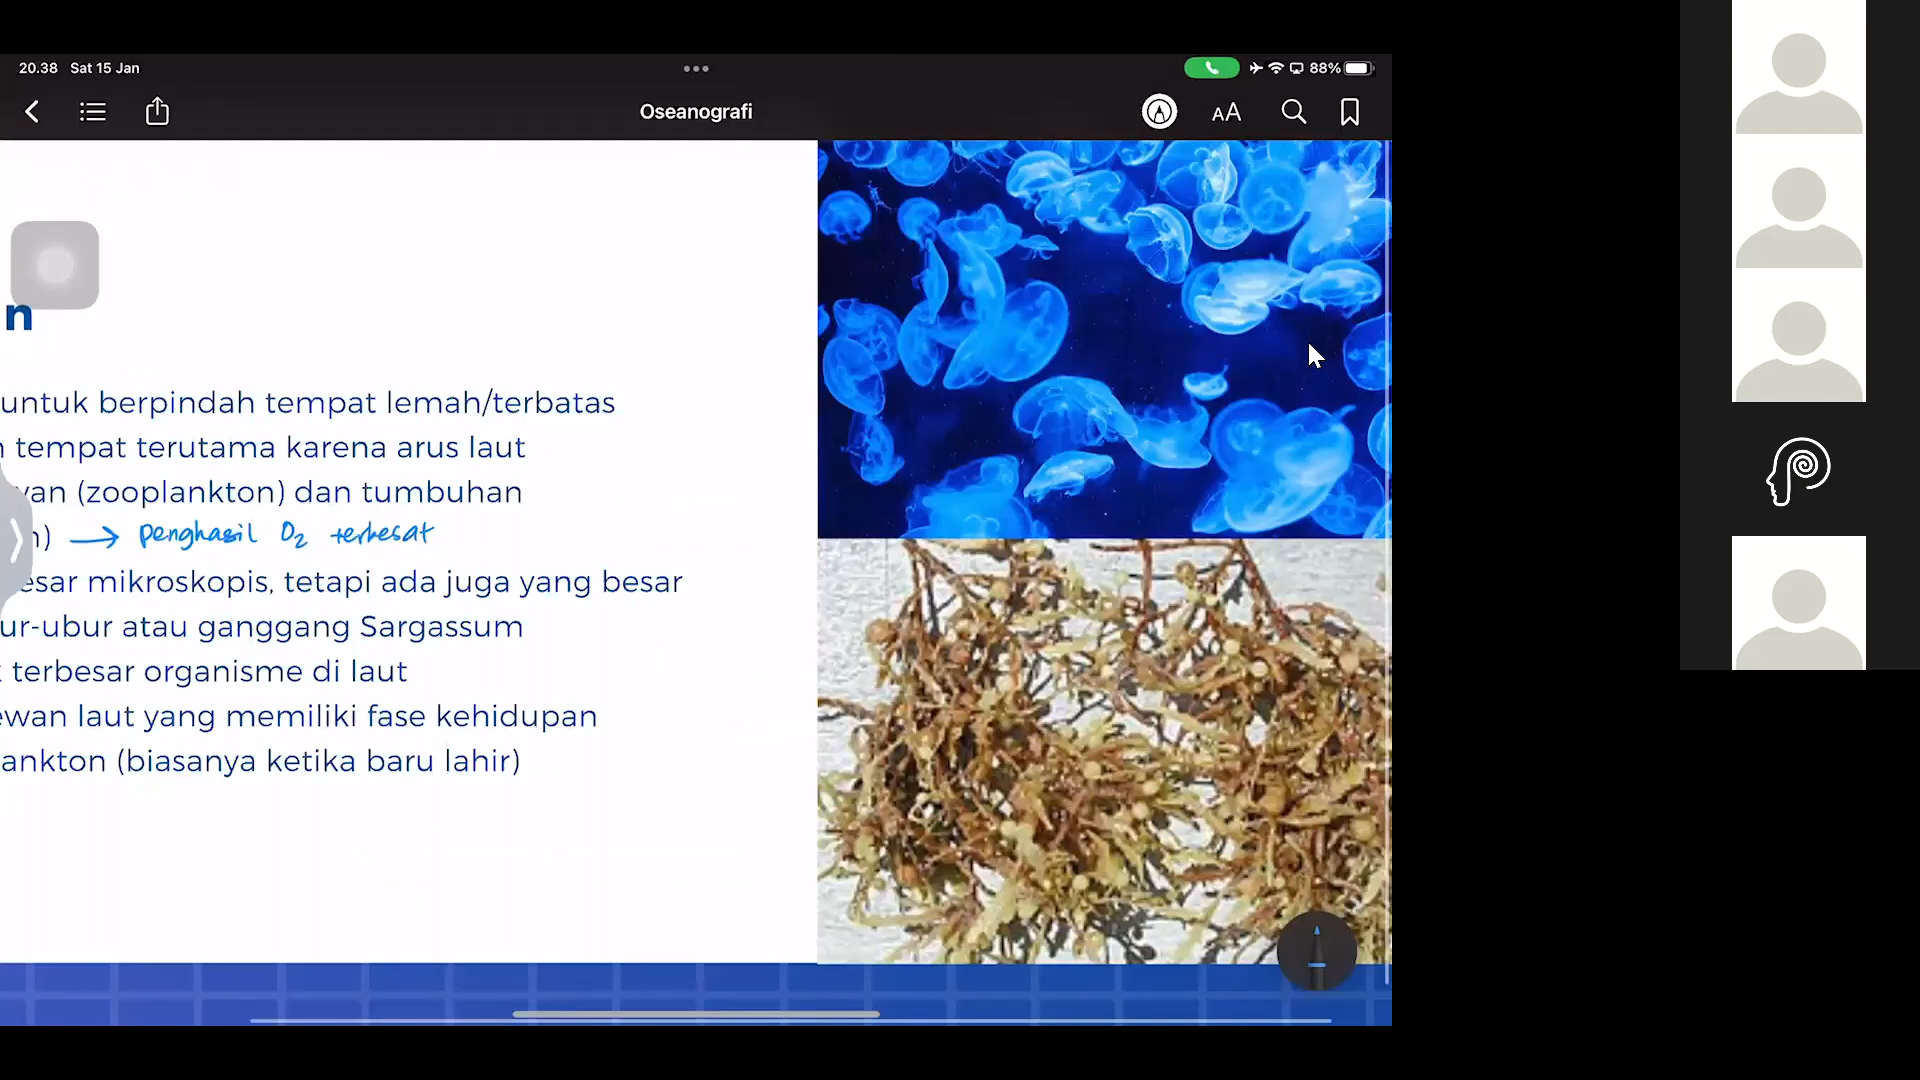 20.38 Sat 15 Jan
88%
Oseanografi
AA
n
untuk berpindah tempat lemah/terbatas
tempat terutama karena arus laut
(zooplankton) dan tumbuhan
n) → penghasil O2 terbesar
esar mikroskopis, tetapi ada juga yang besar
ur-ubur atau ganggang Sargassum
terbesar organisme di laut
ewan laut yang memiliki fase kehidupan
ankton (biasanya ketika baru lahir)